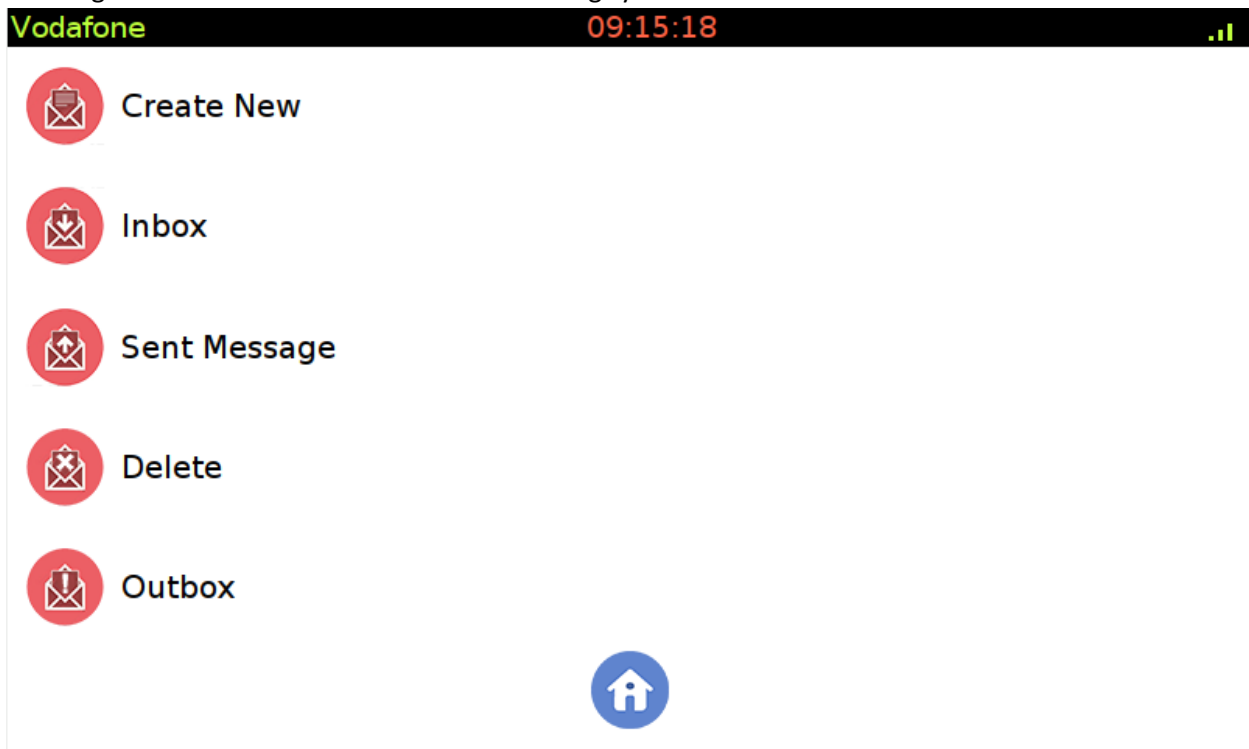 Vodafone 09:15:18
Create New
Inbox
Sent Message
Delete
Outbox